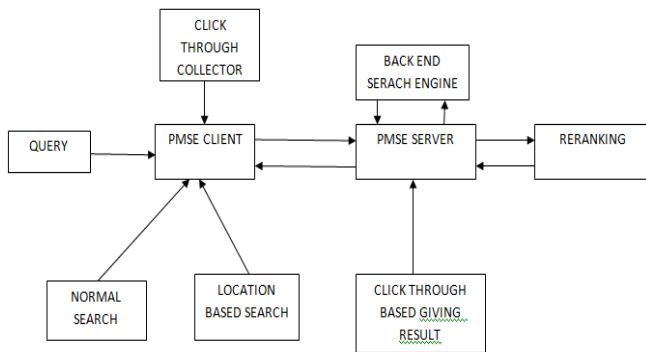 CLICK
THROUGH
COLLECTOR
BACK END
SERACH ENGINE
QUERY
PMSE CLIENT
PMSE SERVER
RERANKING
NORMAL
SEARCH
LOCATION
BASED SEARCH
CLICK THROUGH
BASED GIVING
RESULT